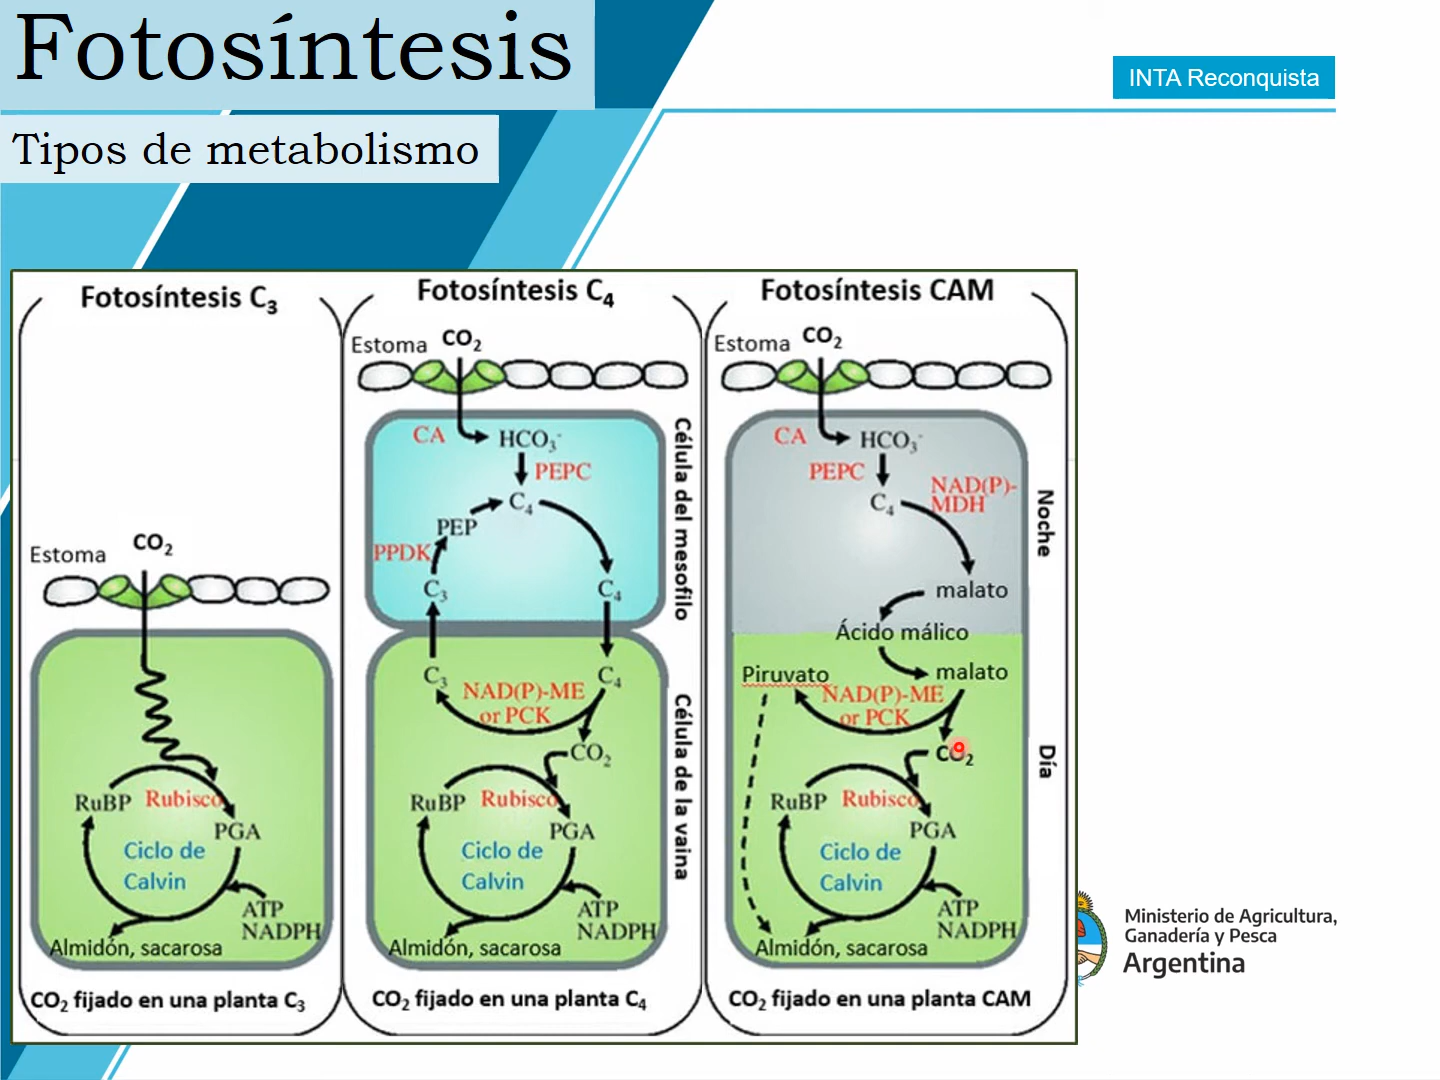 Fotosíntesis
INTA Reconquista
Tipos de metabolismo
Fotosíntesis C3
Estoma
CO2
RuBP
Rubisco
PGA
Ciclo de
Calvin
ATP
NADPH
Almidón, sacarosa
CO2 fijado en una planta C3
Fotosíntesis C4
Estoma
CO2
CA
HCO3-
PEPC
C4
PEP
PPDK
C3
C4
Célula del mesofilo
C3
C4
NAD(P)-ME
or PCK
CO2
RuBP
Rubisco
PGA
Ciclo de
Calvin
ATP
NADPH
Almidón, sacarosa
Célula de la vaina
CO2 fijado en una planta C4
Fotosíntesis CAM
Estoma
CO2
CA
HCO3-
PEPC
C4
NAD(P)-
MDH
malato
Ácido málico
Noche
Piruvato
malato
NAD(P)-ME
or PCK
CO2
RuBP
Rubisco
PGA
Ciclo de
Calvin
ATP
NADPH
Almidón, sacarosa
Día
CO2 fijado en una planta CAM
Ministerio de Agricultura,
Ganadería y Pesca
Argentina